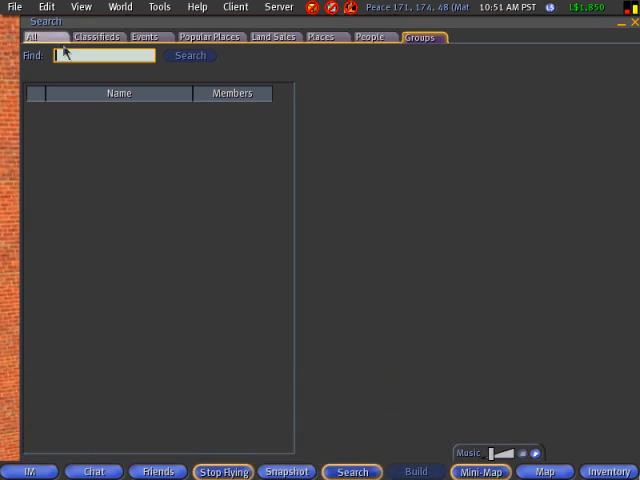 File Edit View World Tools Help Client Server Peace 171, 174, 48 (Mat 10:51 AM PST L$1,850
Search
All Classifieds Events Popular Places Land Sales Places People Groups
Find: Search
Name Members
Music
IM Chat Friends Stop Flying Snapshot Search Build Mini-Map Map Inventory